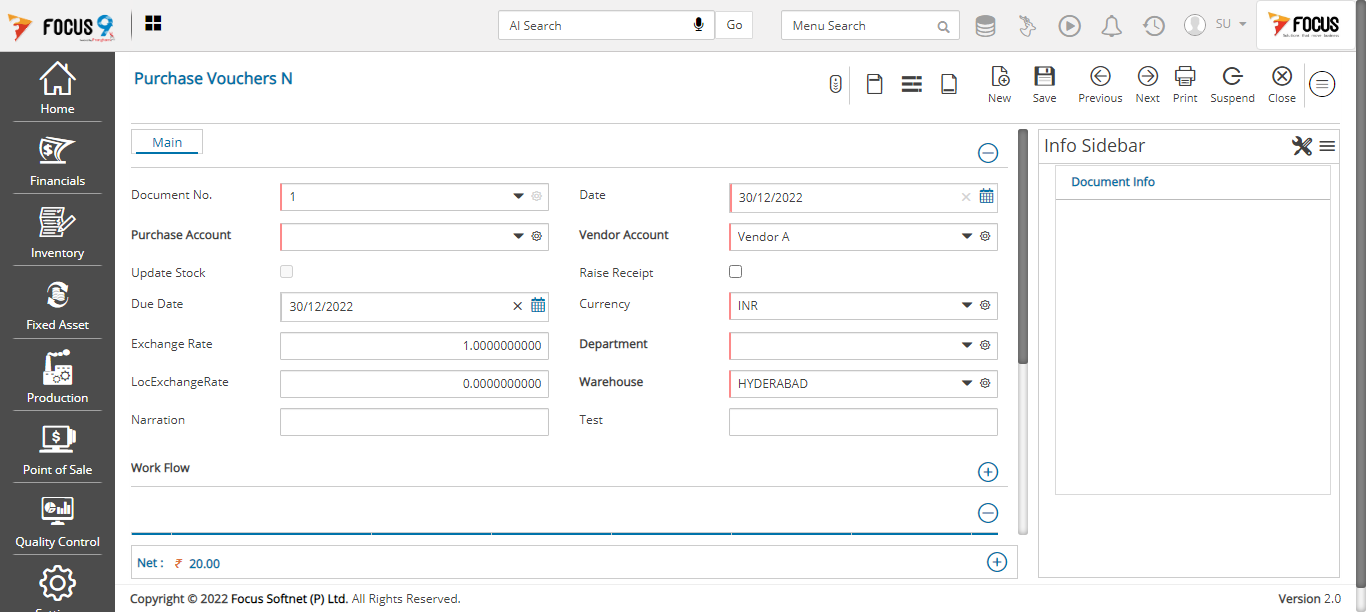 FOCUS 9
AI Search
Go
Menu Search
SU
FOCUS
Home
Financials
Inventory
Fixed Asset
Production
Point of Sale
Quality Control
Purchase Vouchers N
New
Save
Previous
Next
Print
Suspend
Close
Main
Document No.
1
Date
30/12/2022
Purchase Account
Vendor Account
Vendor A
Update Stock
Raise Receipt
Due Date
30/12/2022
Currency
INR
Exchange Rate
1.0000000000
Department
LocExchangeRate
0.0000000000
Warehouse
HYDERABAD
Narration
Test
Work Flow
Net : ₹ 20.00
Info Sidebar
Document Info
Copyright © 2022 Focus Softnet (P) Ltd. All Rights Reserved.
Version 2.0